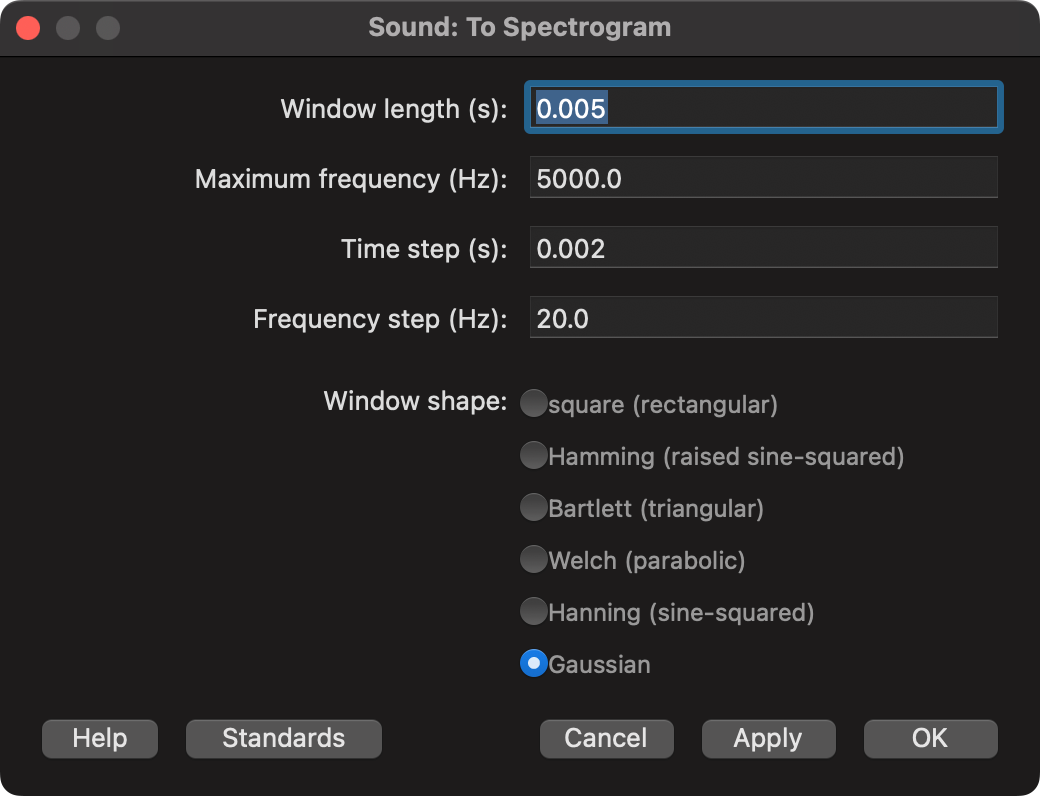 Sound: To Spectrogram
Window length (s): 0.005
Maximum frequency (Hz): 5000.0
Time step (s): 0.002
Frequency step (Hz): 20.0
Window shape: square (rectangular)
Hamming (raised sine-squared)
Bartlett (triangular)
Welch (parabolic)
Hanning (sine-squared)
Gaussian
Help Standards Cancel Apply OK